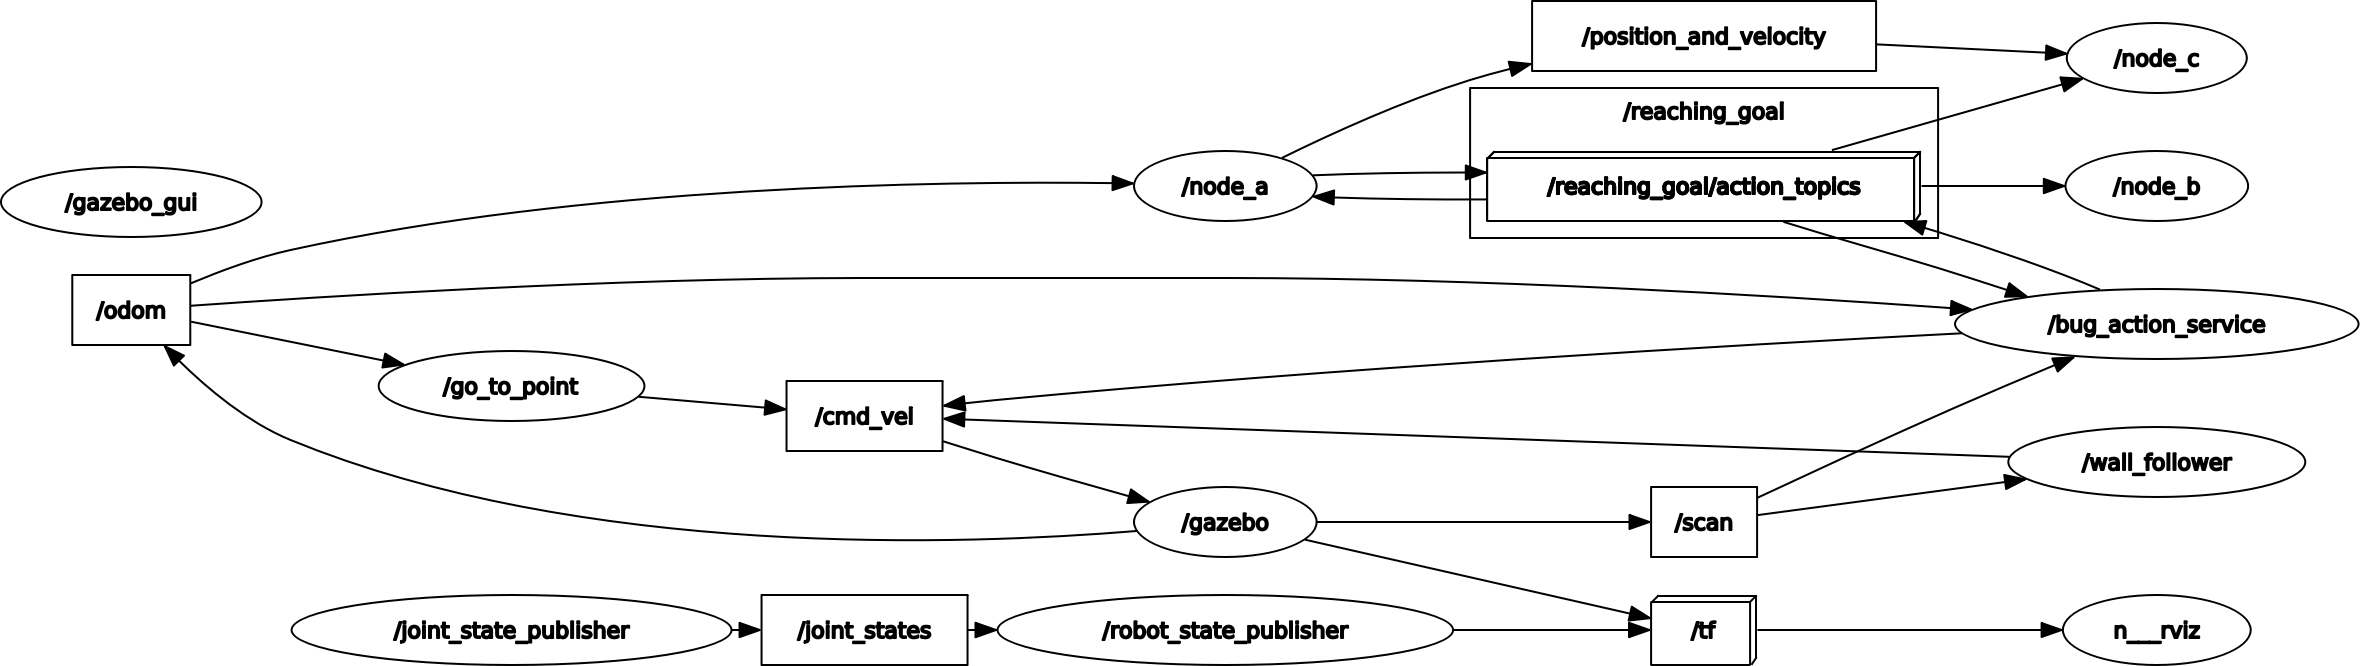 /position_and_velocity
/node_c
/reaching_goal
/node_a
/reaching_goal/action_topics
/node_b
/gazebo_gui
/odom
/bug_action_service
/go_to_point
/cmd_vel
/wall_follower
/gazebo
/scan
/joint_state_publisher
/joint_states
/robot_state_publisher
/tf
n___rviz